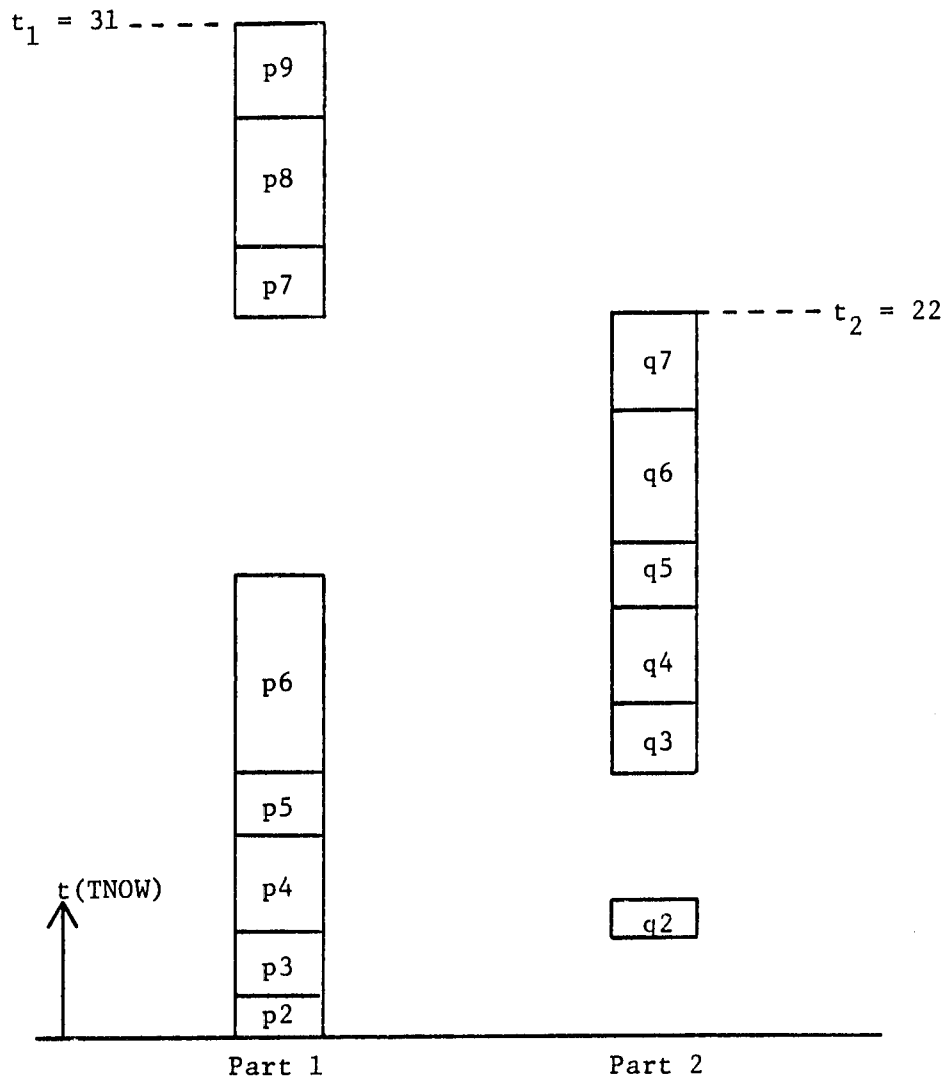 t₁ = 31
p9
p8
p7
t₂ = 22
q7
q6
q5
q4
q3
p6
p5
p4
p3
p2
t(TNOW)
q2
Part 1
Part 2